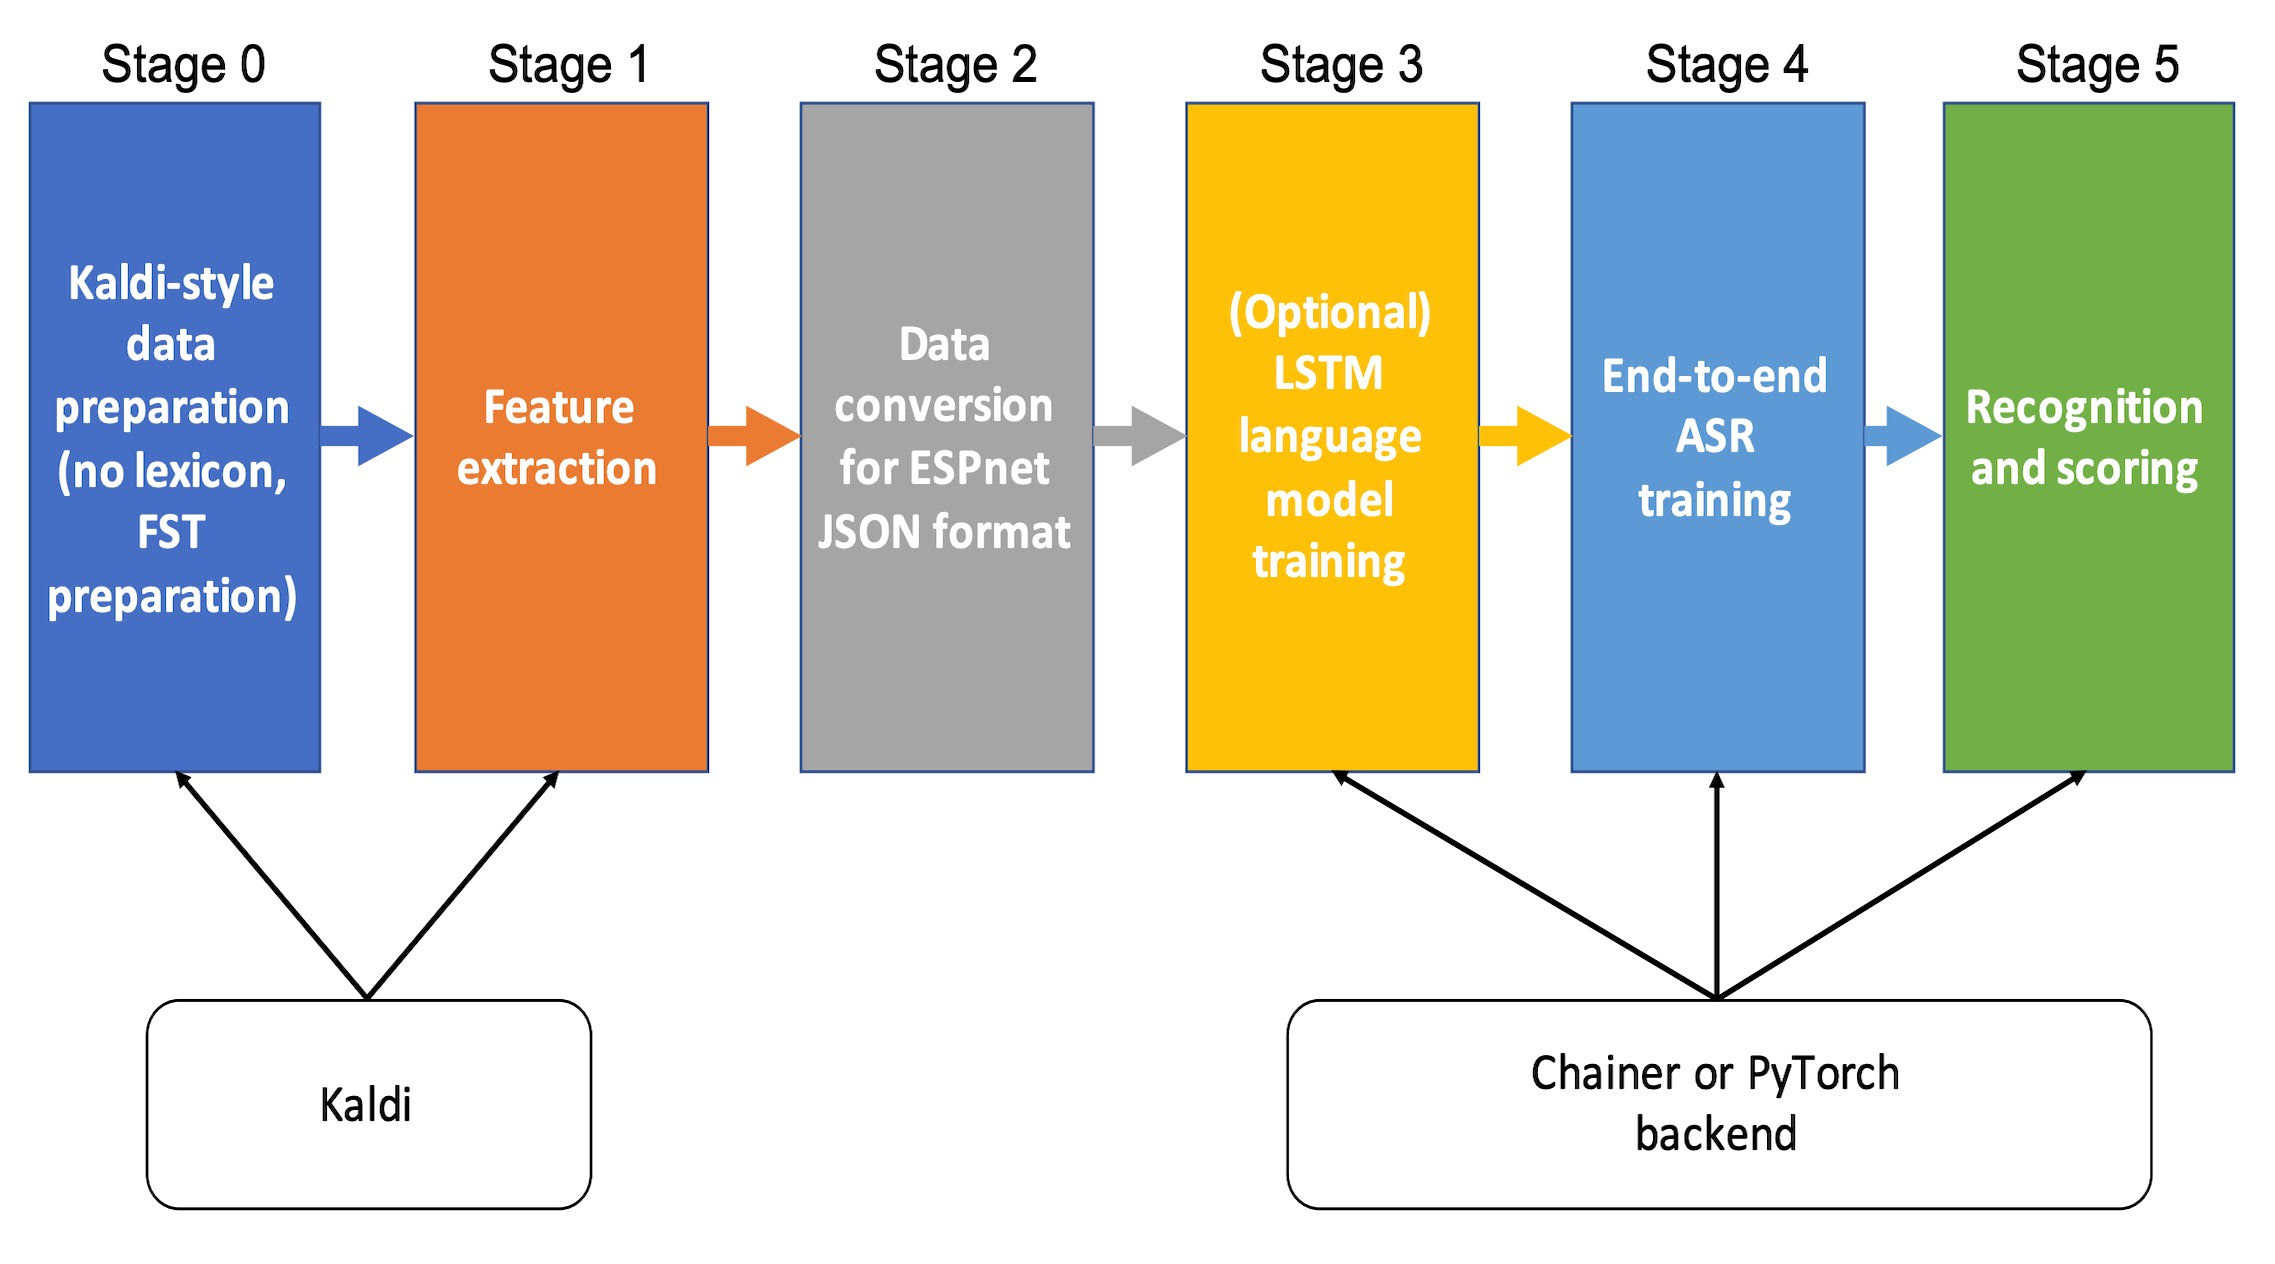 Stage 0
Stage 1
Stage 2
Stage 3
Stage 4
Stage 5
Kaldi-style
data
preparation
(no lexicon,
FST
preparation)
Feature
extraction
Data
conversion
for ESPnet
JSON format
(Optional)
LSTM
language
model
training
End-to-end
ASR
training
Recognition
and scoring
Kaldi
Chainer or PyTorch
backend